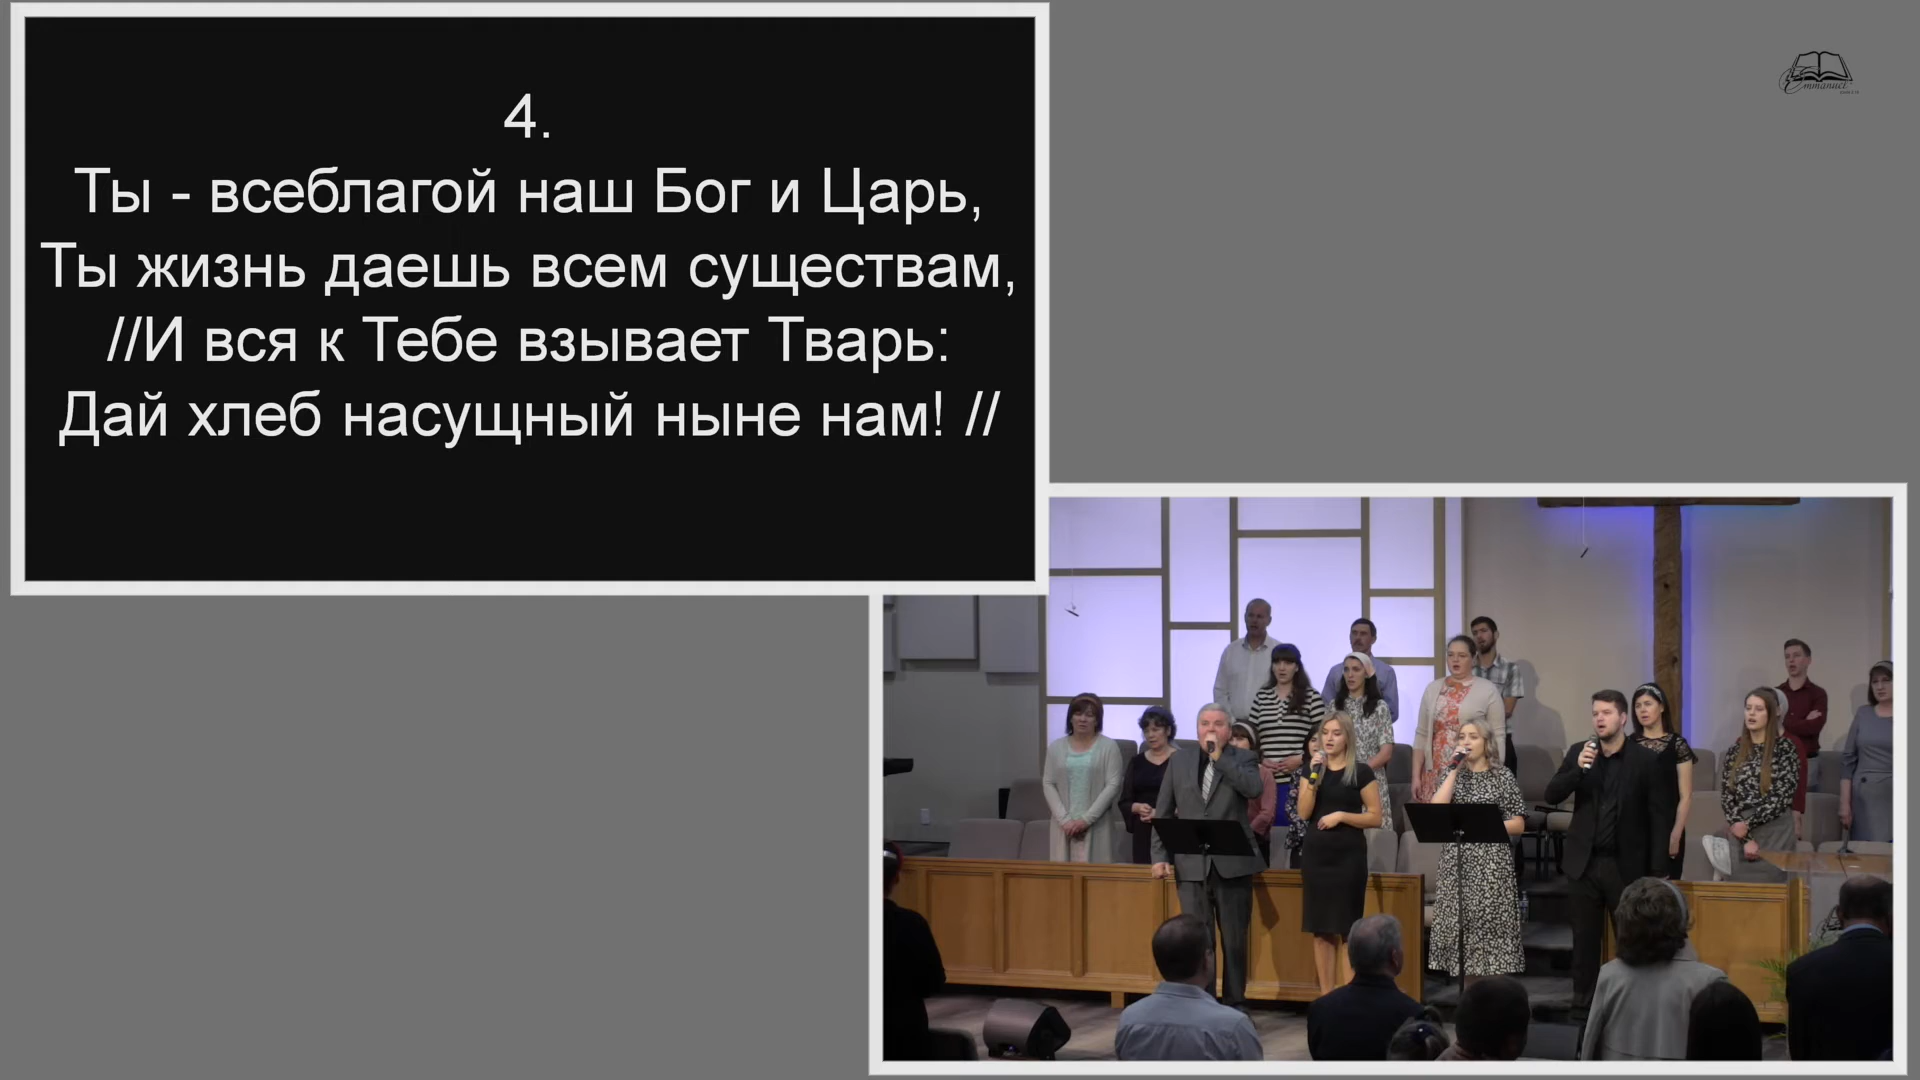 4.
Ты - всеблагой наш Бог и Царь,
Ты жизнь даешь всем существам,
//И вся к Тебе взывает Тварь:
Дай хлеб насущный ныне нам! //
Emmanuel